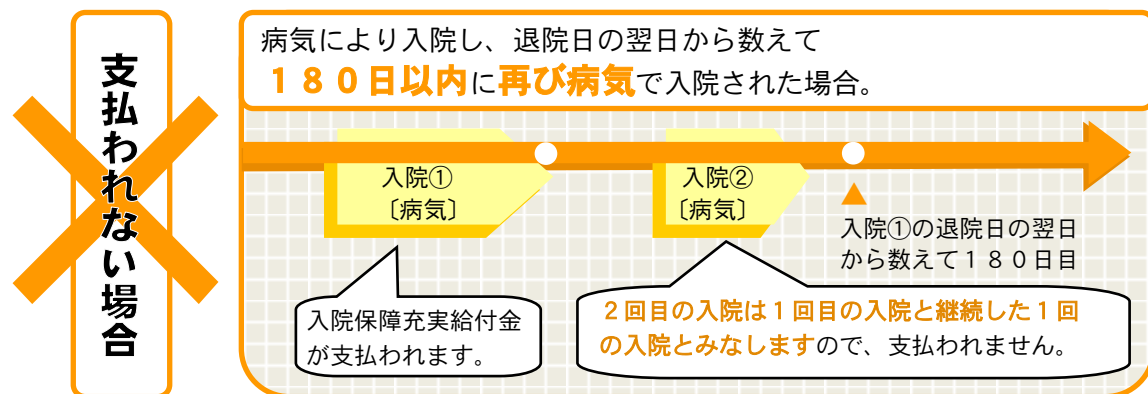 支払われない場合
病気により入院し、退院日の翌日から数えて
１８０日以内に再び病気で入院された場合。
入院①
〔病気〕
入院②
〔病気〕
入院①の退院日の翌日
から数えて１８０日目
入院保障充実給付金
が支払われます。
２回目の入院は１回目の入院と継続した１回
の入院とみなしますので、支払われません。